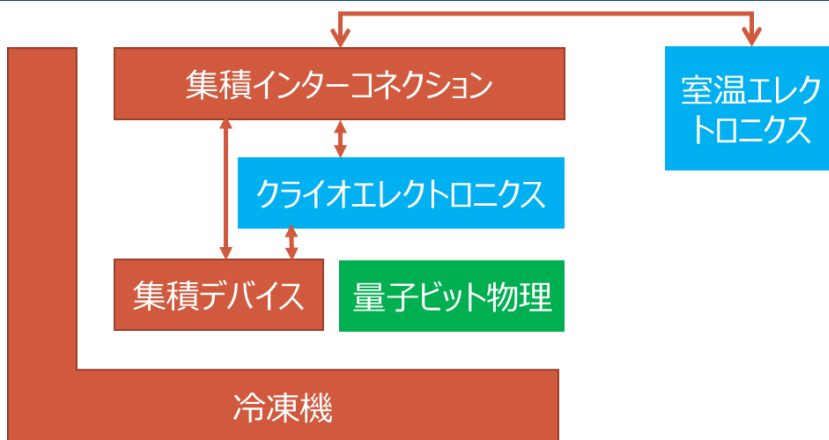 集積インターコネクション
室温エレク
トロニクス
クライオエレクトロニクス
集積デバイス
量子ビット物理
冷凍機